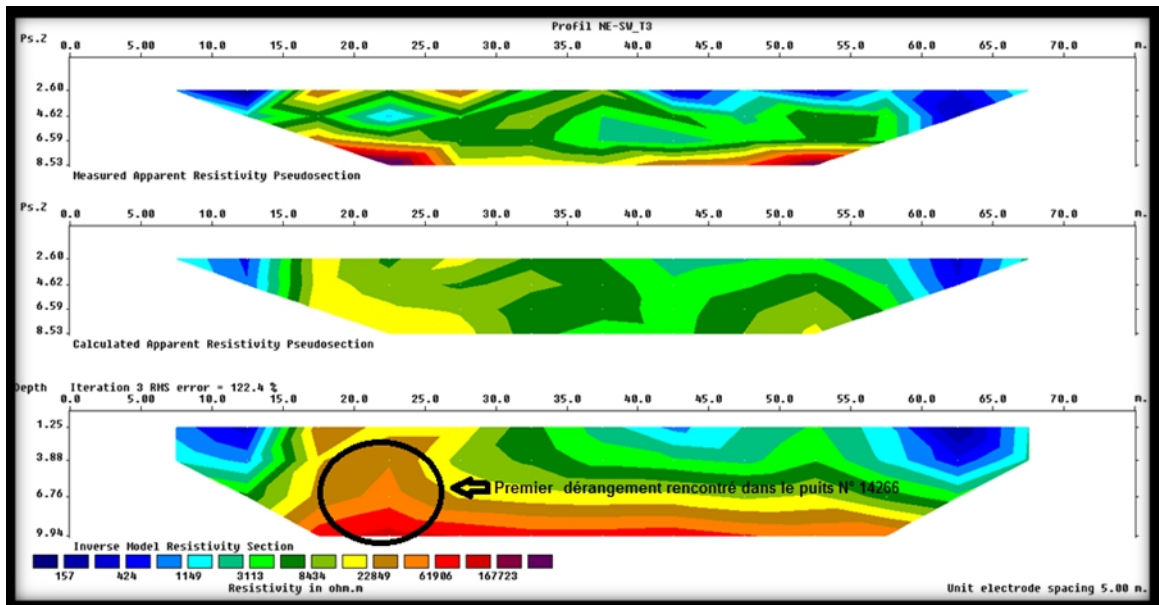 Profil NE-SW_T3
Ps.Z 0.0 5.00 10.0 15.0 20.0 25.0 30.0 35.0 40.0 45.0 50.0 55.0 60.0 65.0 70.0 m.
2.60
4.62
6.59
8.53
Measured Apparent Resistivity Pseudosection
Ps.Z 0.0 5.00 10.0 15.0 20.0 25.0 30.0 35.0 40.0 45.0 50.0 55.0 60.0 65.0 70.0 m.
2.60
4.62
6.59
8.53
Calculated Apparent Resistivity Pseudosection
Depth Iteration 3 RMS error = 122.4 %
0.0 5.00 10.0 15.0 20.0 25.0 30.0 35.0 40.0 45.0 50.0 55.0 60.0 65.0 70.0 m.
1.25
3.88
6.76
Premier dérangement rencontré dans le puits N° 14266
9.94
Inverse Model Resistivity Section
157 424 1149 3113 8434 22849 61906 167723
Resistivity in ohm.m
Unit electrode spacing 5.00 m.